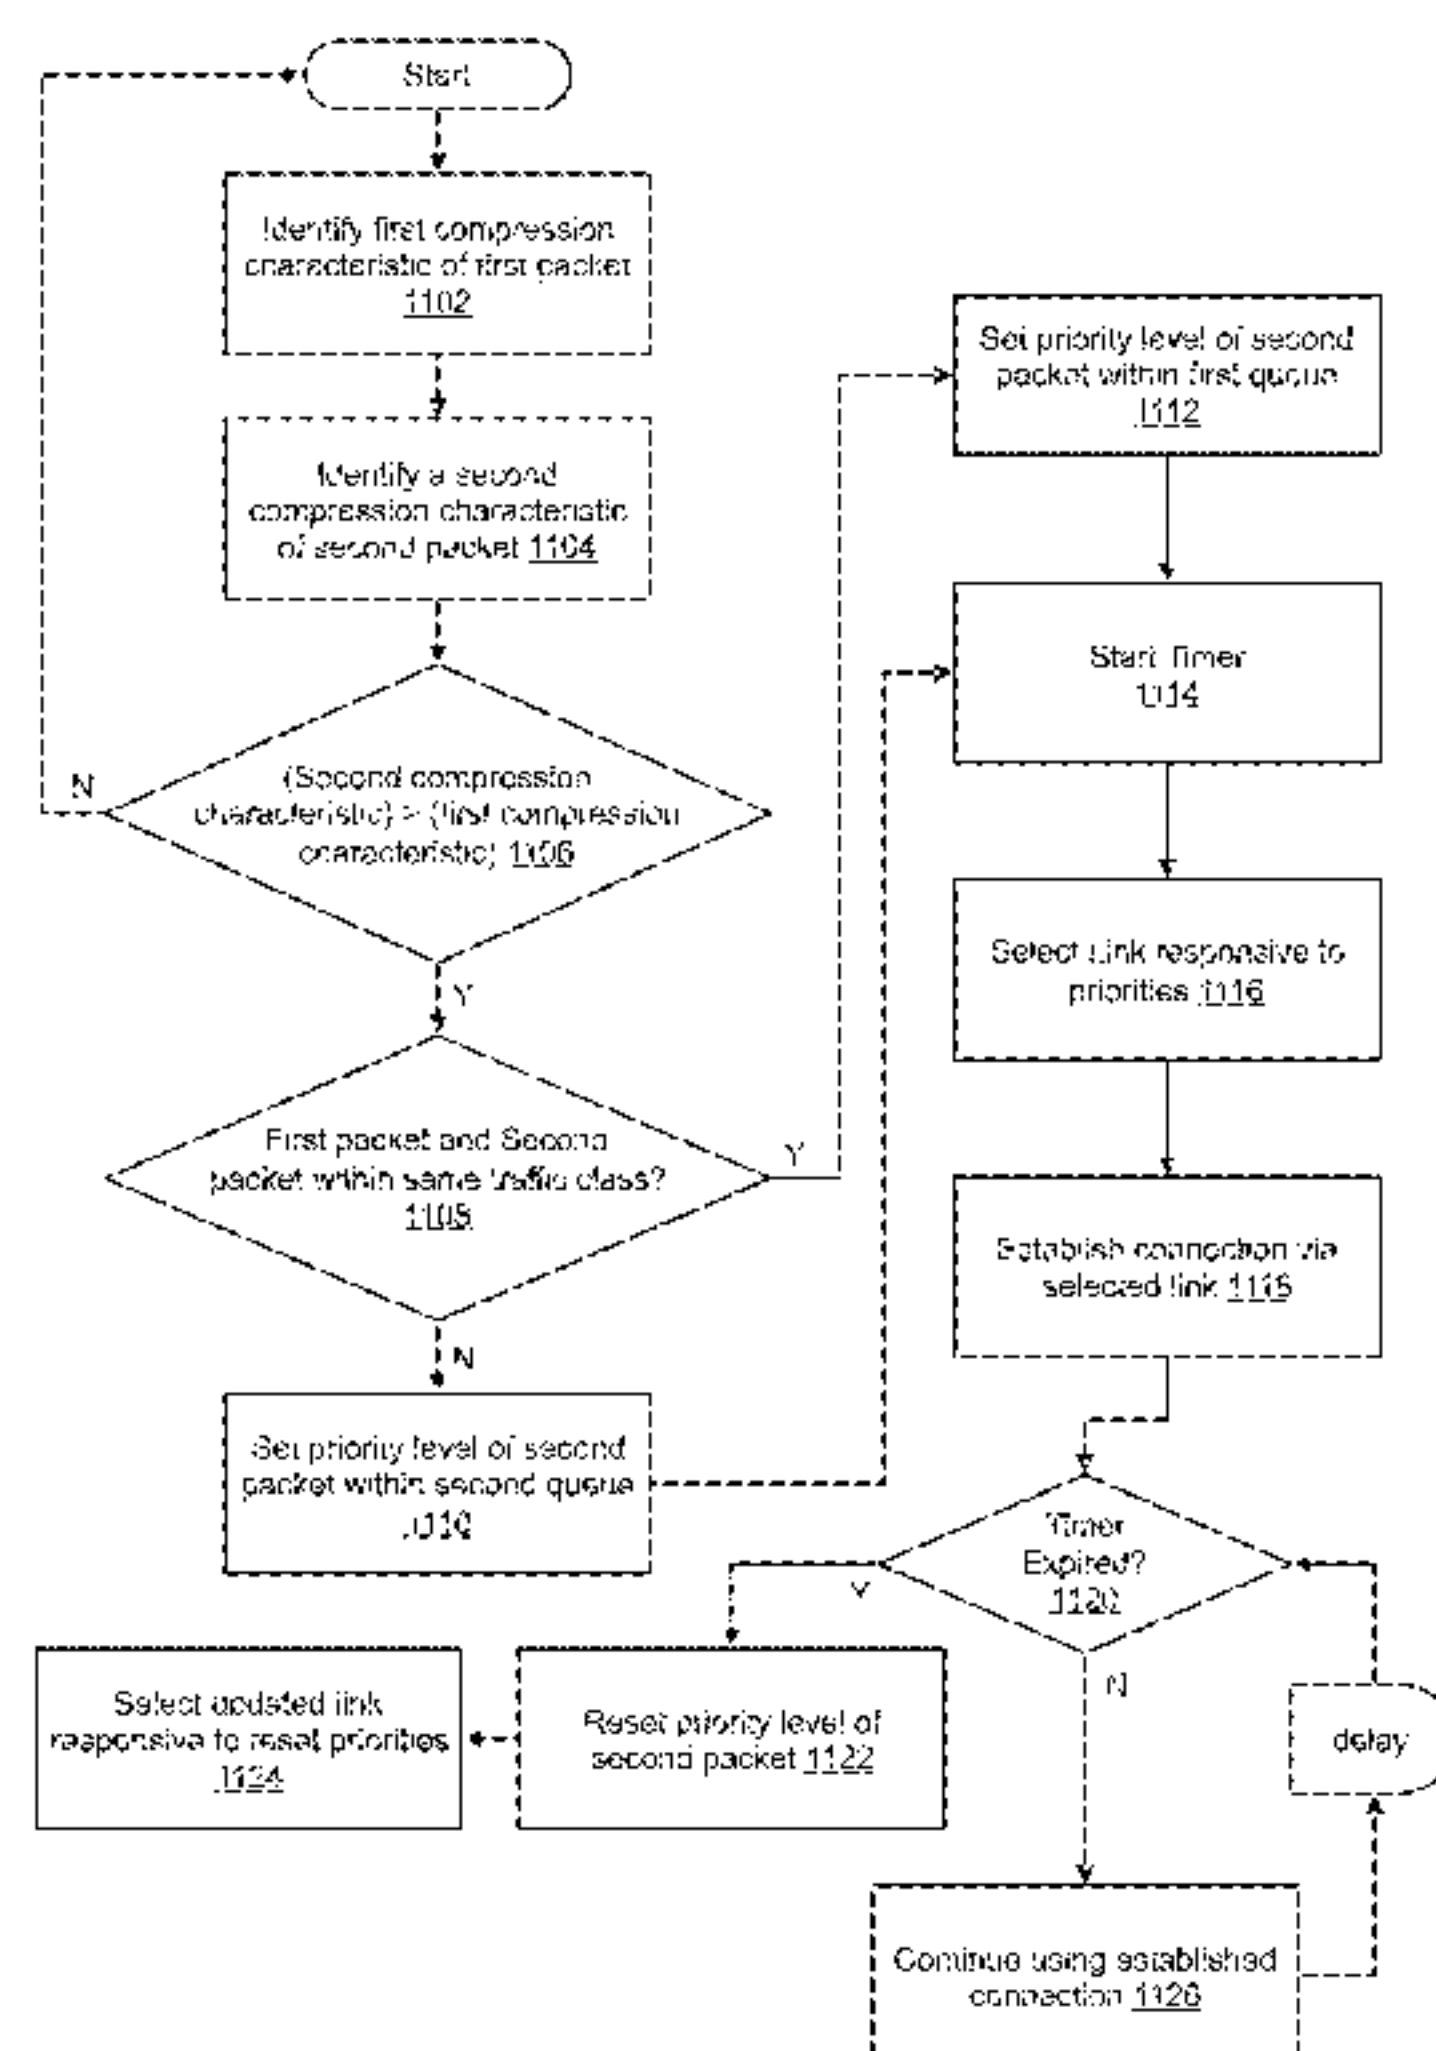 Start
Identify first compression
characteristic of first packet
1102
Identify a second
compression characteristic
of second packet 1104
N
(Second compression
characteristic) > (first compression
characteristic) 1106
Y
First packet and Second
packet within same traffic class?
1108
Y
N
Set priority level of second
packet within second queue
1110
Set priority level of second
packet within first queue
1112
Start Timer
1114
Select Link responsive to
priorities 1116
Establish connection via
selected link 1118
Timer
Expired?
1120
Y
N
Reset priority level of
second packet 1122
Select updated link
responsive to reset priorities
1124
delay
Continue using established
connection 1126